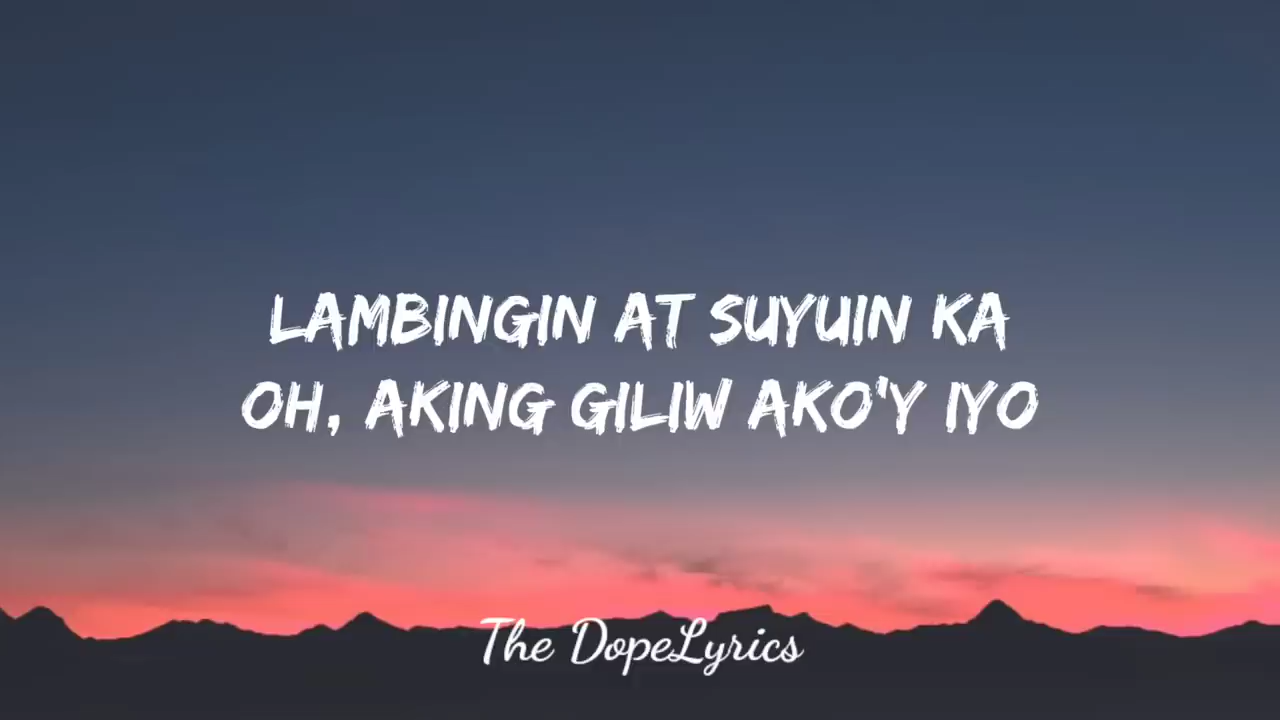 LAMBINGIN AT SUYUIN KA
OH, AKING GILIW AKO'Y IYO
The DopeLyrics